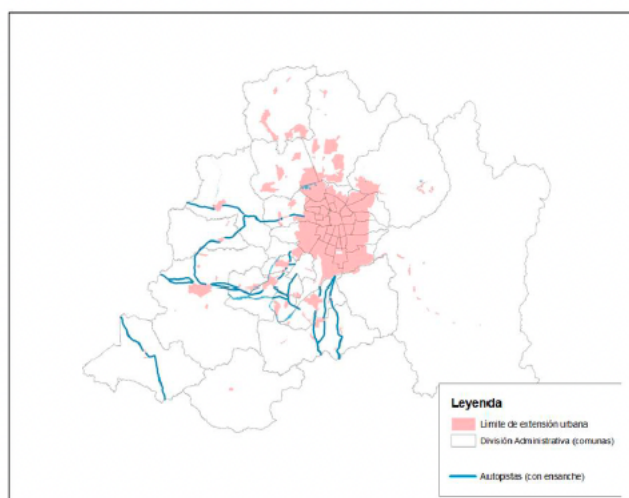 Leyenda
Límite de extensión urbana
División Administrativa (comunas)
Autopistas (con ensanche)